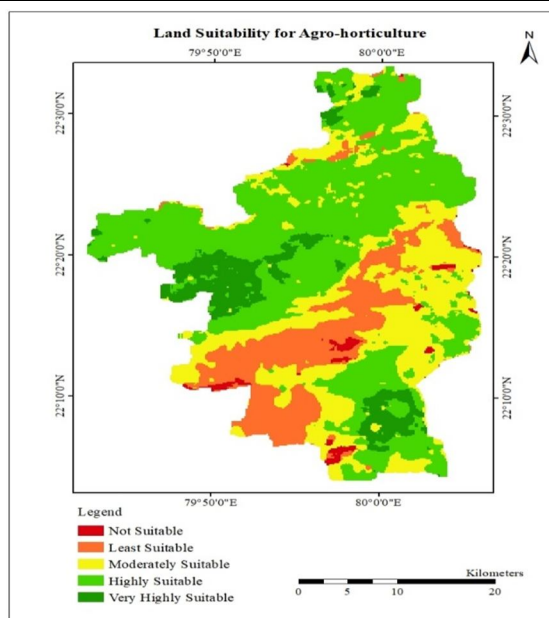 Land Suitability for Agro-horticulture
N
79°50'0"E
80°0'0"E
22°30'0"N
22°30'0"N
22°20'0"N
22°20'0"N
22°10'0"N
22°10'0"N
79°50'0"E
80°0'0"E
Legend
Not Suitable
Least Suitable
Moderately Suitable
Highly Suitable
Very Highly Suitable
Kilometers
0 2.5 5 10 20